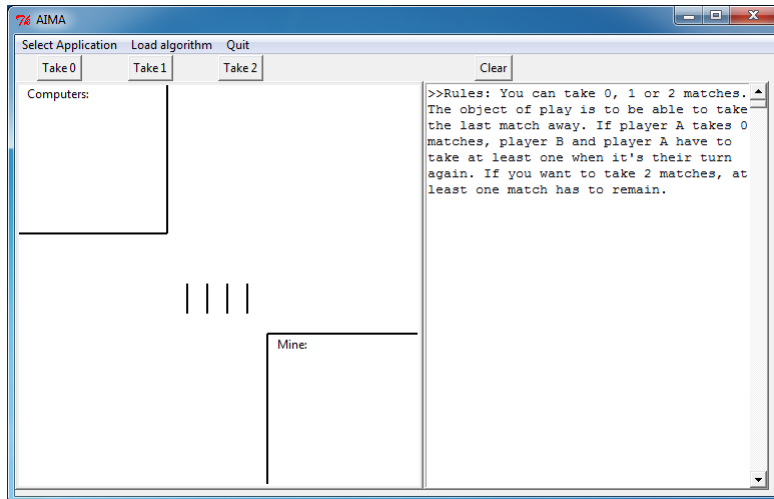 AIMA
Select Application Load algorithm Quit
Take 0 Take 1 Take 2 Clear
Computers:
>>Rules: You can take 0, 1 or 2 matches.
The object of play is to be able to take
the last match away. If player A takes 0
matches, player B and player A have to
take at least one when it's their turn
again. If you want to take 2 matches, at
least one match has to remain.
Mine: